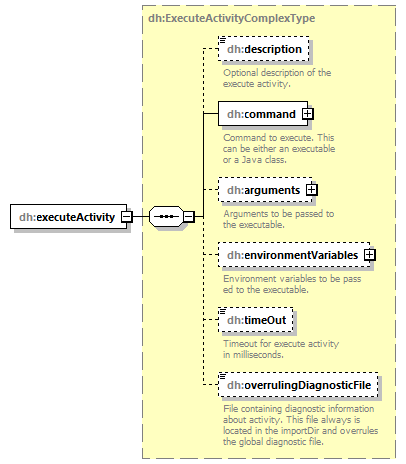 dh:ExecuteActivityComplexType
dh:description
Optional description of the
execute activity.
dh:command
Command to execute. This
can be either an executable
or a Java class.
dh:executeActivity
dh:arguments
Arguments to be passed to
the executable.
dh:environmentVariables
Environment variables to be pass
ed to the executable.
dh:timeOut
Timeout for execute activity
in milliseconds.
dh:overrulingDiagnosticFile
File containing diagnostic information
about activity. This file always is
located in the importDir and overrules
the global diagnostic file.